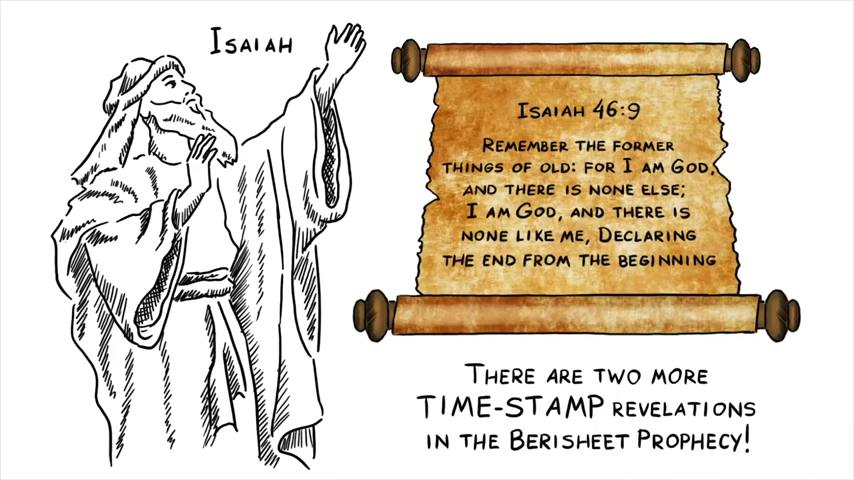 Isaiah
Isaiah 46:9
Remember the former
things of old: for I am God,
and there is none else;
I am God, and there is
none like me, Declaring
the end from the beginning
There are two more
TIME-STAMP revelations
in the Berisheet Prophecy!